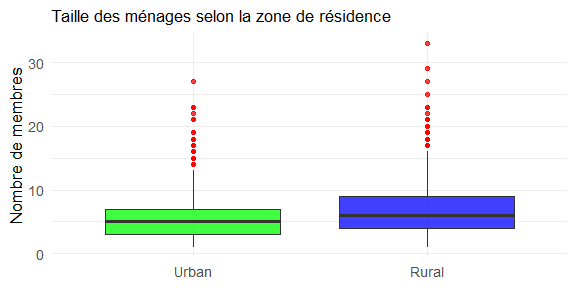 Taille des ménages selon la zone de résidence
Nombre de membres
30
20
10
0
Urban
Rural